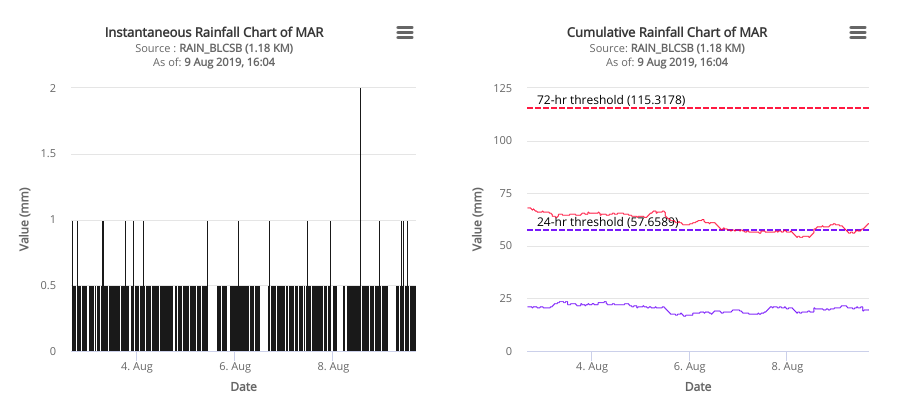 Instantaneous Rainfall Chart of MAR
Source : RAIN_BLCSB (1.18 KM)
As of: 9 Aug 2019, 16:04
Value (mm)
2
1.5
1
0.5
0
4. Aug
6. Aug
8. Aug
Date
Cumulative Rainfall Chart of MAR
Source: RAIN_BLCSB (1.18 KM)
As of: 9 Aug 2019, 16:04
Value (mm)
125
100
75
50
25
0
72-hr threshold (115.3178)
24-hr threshold (57.6589)
4. Aug
6. Aug
8. Aug
Date